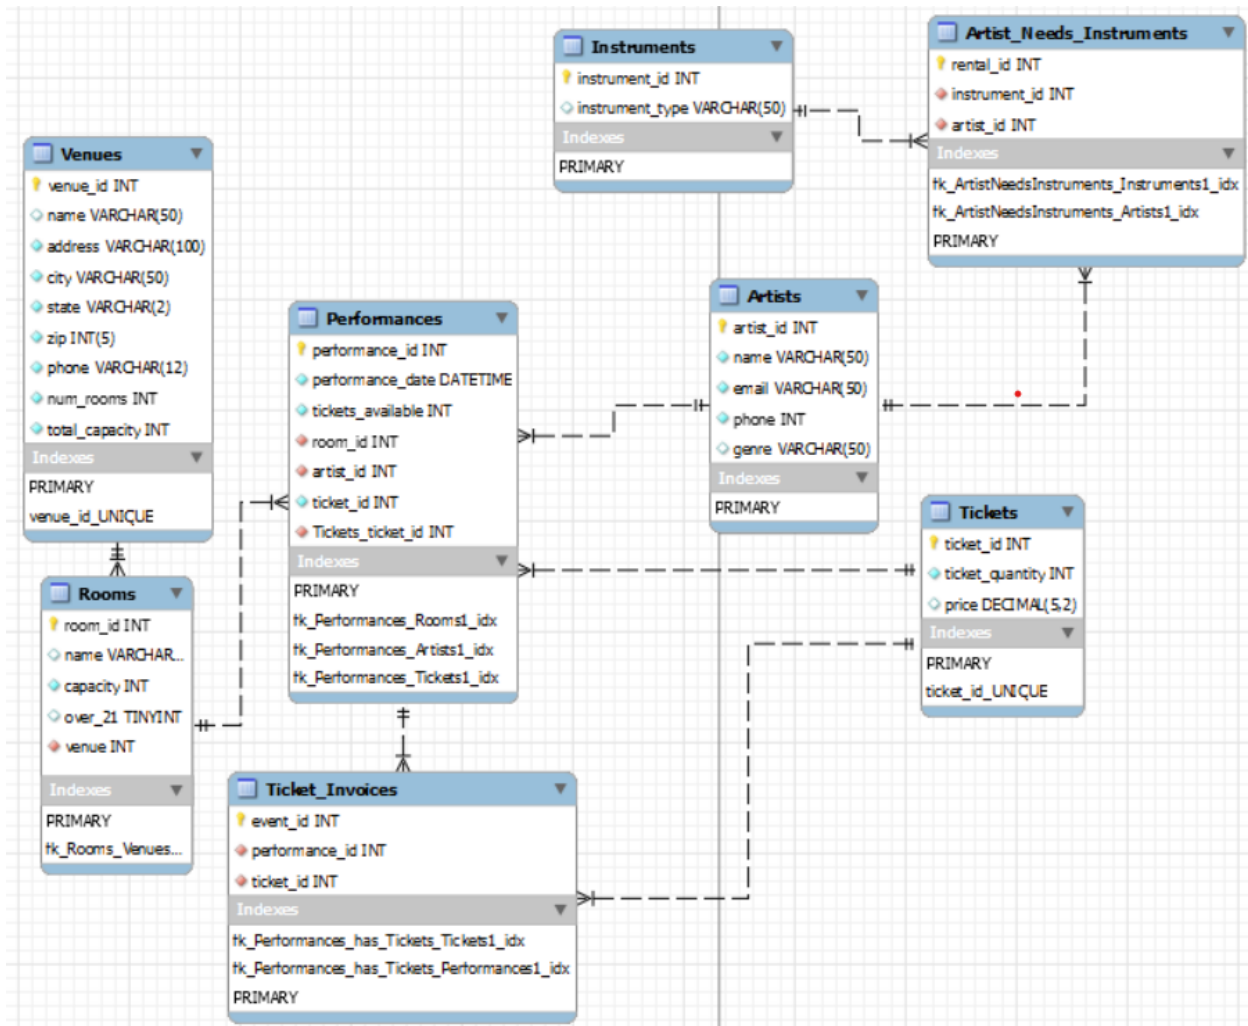 Instruments
instrument_id INT
instrument_type VARCHAR(50)
Indexes
PRIMARY
Artist_Needs_Instruments
rental_id INT
instrument_id INT
artist_id INT
Indexes
fk_ArtistNeedsInstruments_Instruments1_idx
fk_ArtistNeedsInstruments_Artists1_idx
PRIMARY
Venues
venue_id INT
name VARCHAR(50)
address VARCHAR(100)
city VARCHAR(50)
state VARCHAR(2)
zip INT(5)
phone VARCHAR(12)
num_rooms INT
total_capacity INT
Indexes
PRIMARY
venue_id_UNIQUE
Performances
performance_id INT
performance_date DATETIME
tickets_available INT
room_id INT
artist_id INT
ticket_id INT
Tickets_ticket_id INT
Indexes
PRIMARY
fk_Performances_Rooms1_idx
fk_Performances_Artists1_idx
fk_Performances_Tickets1_idx
Artists
artist_id INT
name VARCHAR(50)
email VARCHAR(50)
phone INT
genre VARCHAR(50)
Indexes
PRIMARY
Tickets
ticket_id INT
ticket_quantity INT
price DECIMAL(5,2)
Indexes
PRIMARY
ticket_id_UNIQUE
Rooms
room_id INT
name VARCHAR...
capacity INT
over_21 TINYINT
venue INT
Indexes
PRIMARY
fk_Rooms_Venues...
Ticket_Invoices
event_id INT
performance_id INT
ticket_id INT
Indexes
fk_Performances_has_Tickets_Tickets1_idx
fk_Performances_has_Tickets_Performances1_idx
PRIMARY